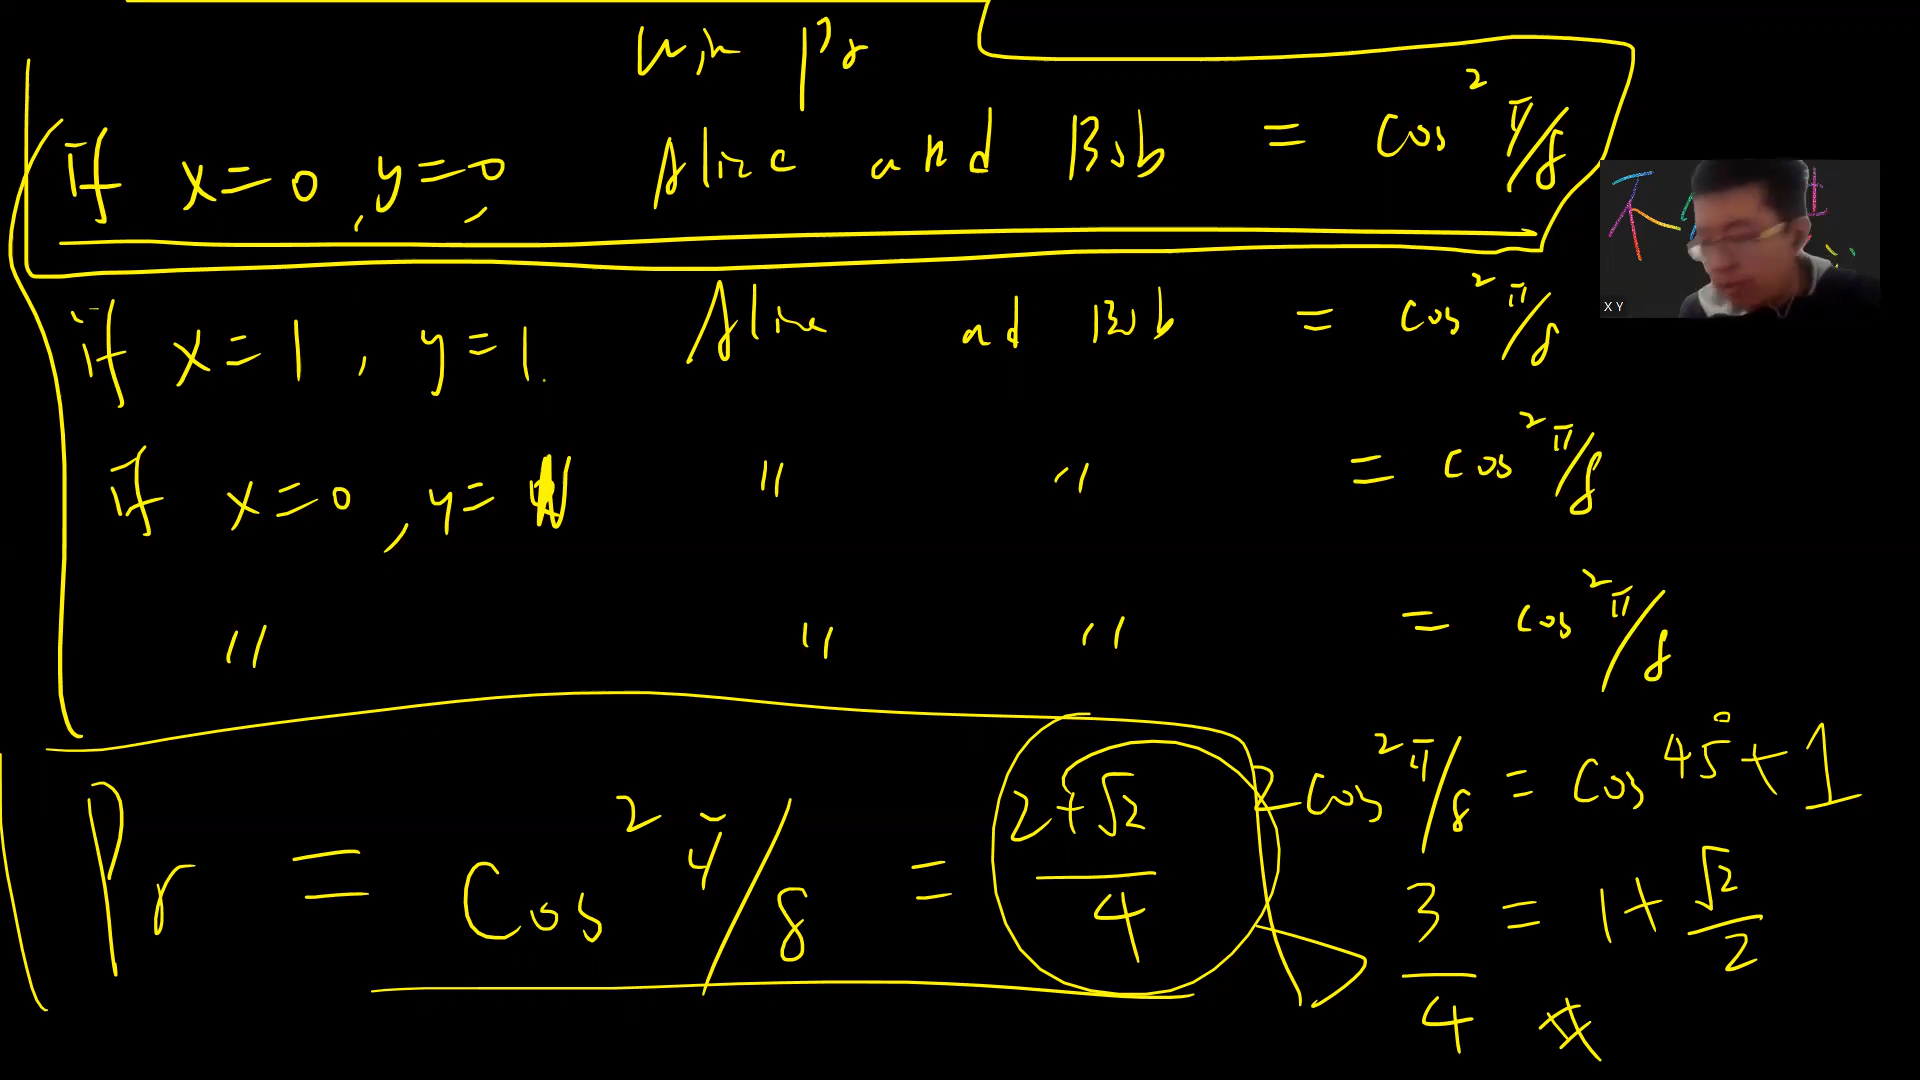 Win Pr
if x=0, y=0, Alice and Bob = cos² π/8
if x=1, y=1. Alice and Bob = cos² π/8
if x=0, y= " " = cos² π/8
" " " = cos² π/8
Pr = Cos² π/8 = (2+√2)/4
2 cos² π/8 = cos 45° + 1
= 1 + √2/2
3/4 #
X Y